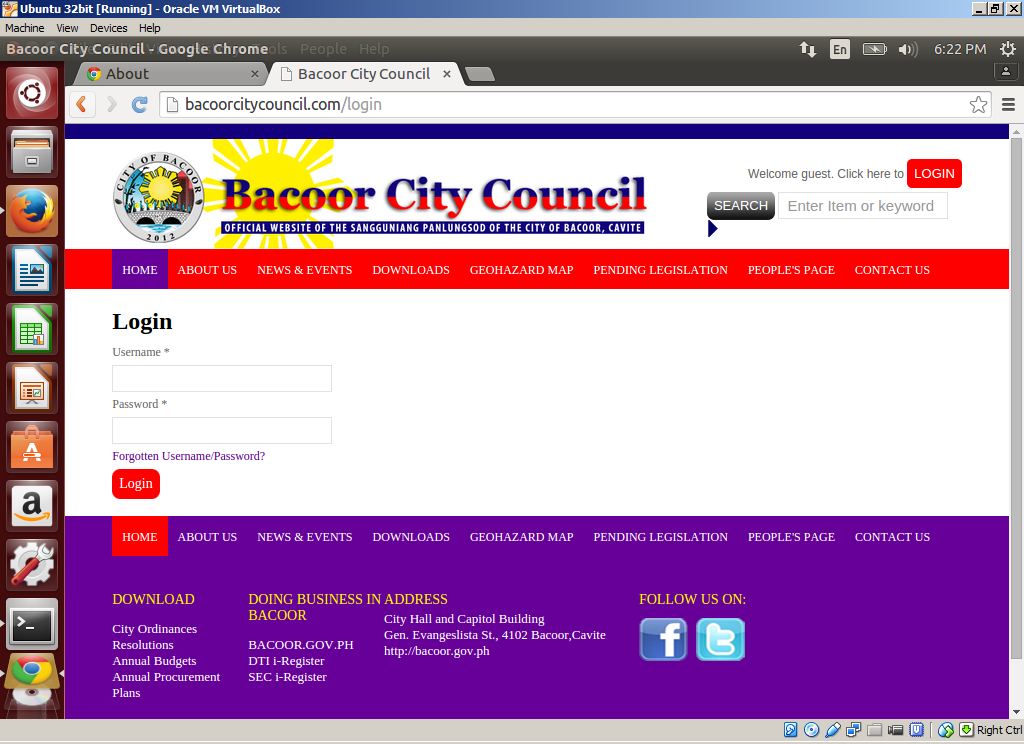 Ubuntu 32bit [Running] - Oracle VM VirtualBox
Machine View Devices Help
Bacoor City Council - Google Chrome People Help En 6:22 PM
About Bacoor City Council
bacoorcitycouncil.com/login
CITY OF BACOOR
2012
Bacoor City Council
OFFICIAL WEBSITE OF THE SANGGUNIANG PANLUNGSOD OF THE CITY OF BACOOR, CAVITE
Welcome guest. Click here to LOGIN
SEARCH Enter Item or keyword
HOME ABOUT US NEWS & EVENTS DOWNLOADS GEOHAZARD MAP PENDING LEGISLATION PEOPLE'S PAGE CONTACT US
Login
Username *
Password *
Forgotten Username/Password?
Login
HOME ABOUT US NEWS & EVENTS DOWNLOADS GEOHAZARD MAP PENDING LEGISLATION PEOPLE'S PAGE CONTACT US
DOWNLOAD
City Ordinances
Resolutions
Annual Budgets
Annual Procurement
Plans
DOING BUSINESS IN
BACOOR
BACOOR.GOV.PH
DTI i-Register
SEC i-Register
ADDRESS
City Hall and Capitol Building
Gen. Evangeslista St., 4102 Bacoor,Cavite
http://bacoor.gov.ph
FOLLOW US ON:
Right Ctrl